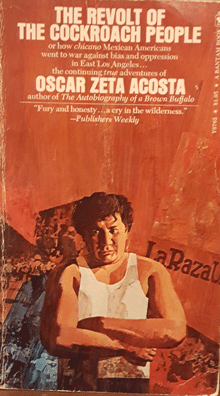 THE REVOLT OF
THE COCKROACH PEOPLE
or how chicano Mexican Americans
went to war against bias and oppression
in East Los Angeles...
the continuing true adventures of
OSCAR ZETA ACOSTA
author of The Autobiography of a Brown Buffalo
"Fury and honesty...a cry in the wilderness."
—Publishers Weekly
LaRaza